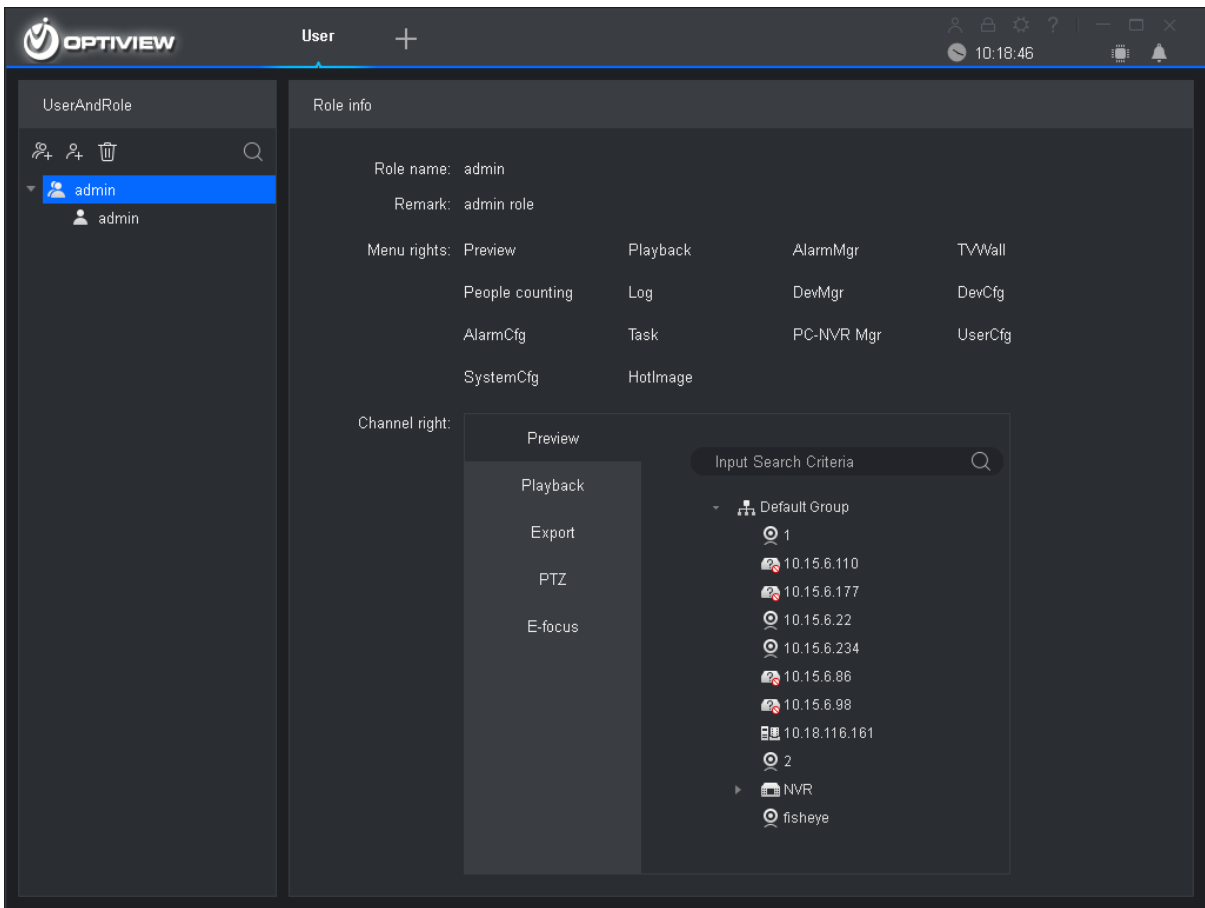 OPTIVIEW
User
10:18:46
UserAndRole
Role info
admin
admin
Role name: admin
Remark: admin role
Menu rights: Preview Playback AlarmMgr TVWall
People counting Log DevMgr DevCfg
AlarmCfg Task PC-NVR Mgr UserCfg
SystemCfg HotImage
Channel right:
Preview
Playback
Export
PTZ
E-focus
Input Search Criteria
Default Group
1
10.15.6.110
10.15.6.177
10.15.6.22
10.15.6.234
10.15.6.86
10.15.6.98
10.18.116.161
2
NVR
fisheye